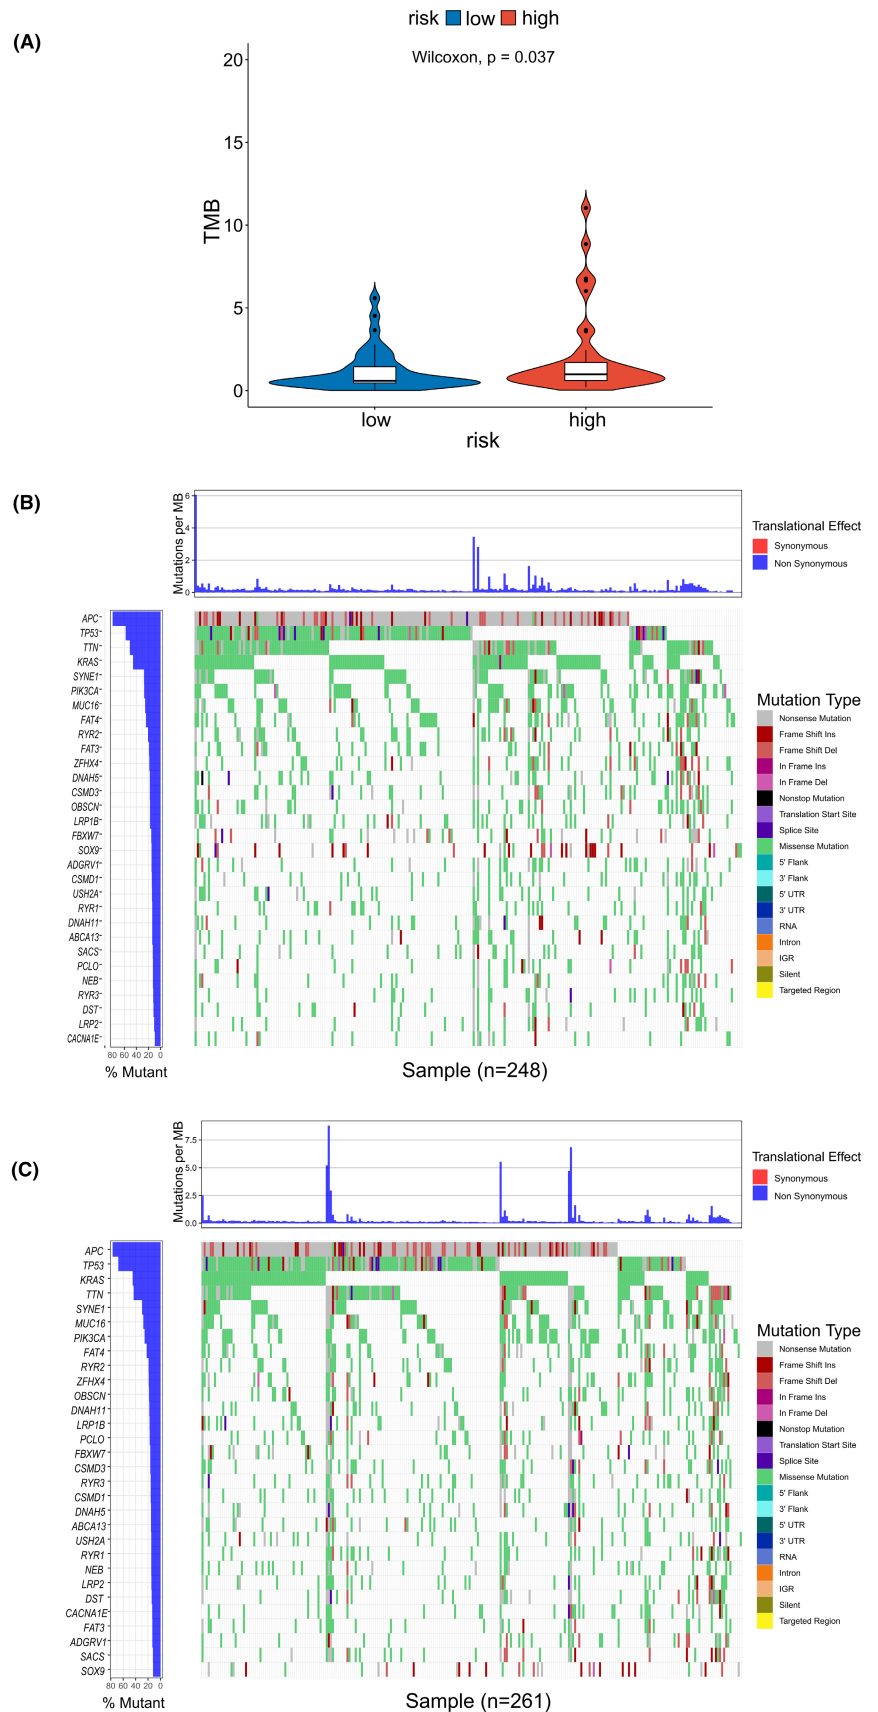 risk low high
(A)
Wilcoxon, p = 0.037
TMB
20
15
10
5
0
low high
risk
(B)
Mutations per MB
6
4
2
0
Translational Effect
Synonymous
Non Synonymous
APC
TP53
TTN
KRAS
SYNE1
PIK3CA
MUC16
FAT4
RYR2
FAT3
ZFHX4
DNAH5
CSMD3
OBSCN
LRP1B
FBXW7
SOX9
ADGRV1
CSMD1
USH2A
RYR1
DNAH11
ABCA13
SACS
PCLO
NEB
RYR3
DST
LRP2
CACNA1E
80 60 40 20 0
% Mutant
Sample (n=248)
Mutation Type
Nonsense Mutation
Frame Shift Ins
Frame Shift Del
In Frame Ins
In Frame Del
Nonstop Mutation
Translation Start Site
Splice Site
Missense Mutation
5' Flank
3' Flank
5' UTR
3' UTR
RNA
Intron
IGR
Silent
Targeted Region
(C)
Mutations per MB
7.5
5.0
2.5
0.0
Translational Effect
Synonymous
Non Synonymous
APC
TP53
KRAS
TTN
SYNE1
MUC16
PIK3CA
FAT4
RYR2
ZFHX4
OBSCN
DNAH11
LRP1B
PCLO
FBXW7
CSMD3
RYR3
CSMD1
DNAH5
ABCA13
USH2A
RYR1
NEB
LRP2
DST
CACNA1E
FAT3
ADGRV1
SACS
SOX9
80 60 40 20 0
% Mutant
Sample (n=261)
Mutation Type
Nonsense Mutation
Frame Shift Ins
Frame Shift Del
In Frame Ins
In Frame Del
Nonstop Mutation
Translation Start Site
Splice Site
Missense Mutation
5' Flank
3' Flank
5' UTR
3' UTR
RNA
Intron
IGR
Silent
Targeted Region